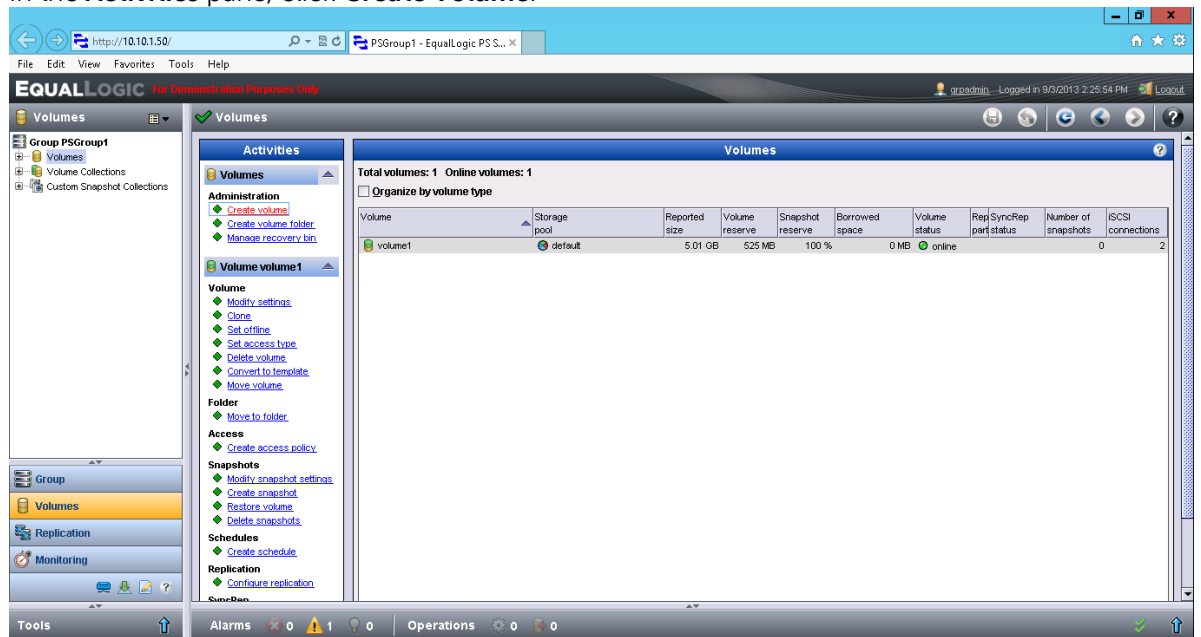 In the Activities pane, click Create Volume.
http://10.10.1.50/
PSGroup1 - EqualLogic PS S...
File Edit View Favorites Tools Help
EQUALLOGIC For Demonstration Purposes Only
grpadmin Logged in 9/3/2013 2:25:54 PM Logout
Volumes
Volumes
Group PSGroup1
Volumes
Volume Collections
Custom Snapshot Collections
Group
Volumes
Replication
Monitoring
Tools
Activities
Volumes
Administration
Create volume
Create volume folder
Manage recovery bin
Volume volume1
Volume
Modify settings
Clone
Set offline
Set access type
Delete volume
Convert to template
Move volume
Folder
Move to folder
Access
Create access policy
Snapshots
Modify snapshot settings
Create snapshot
Restore volume
Delete snapshots
Schedules
Create schedule
Replication
Configure replication
SyncRep
Volumes
Total volumes: 1 Online volumes: 1
Organize by volume type
Volume
Storage pool
Reported size
Volume reserve
Snapshot reserve
Borrowed space
Volume status
Rep part
SyncRep status
Number of snapshots
iSCSI connections
volume1 default 5.01 GB 525 MB 100 % 0 MB online 0 2
Alarms 0 1 0 Operations 0 0